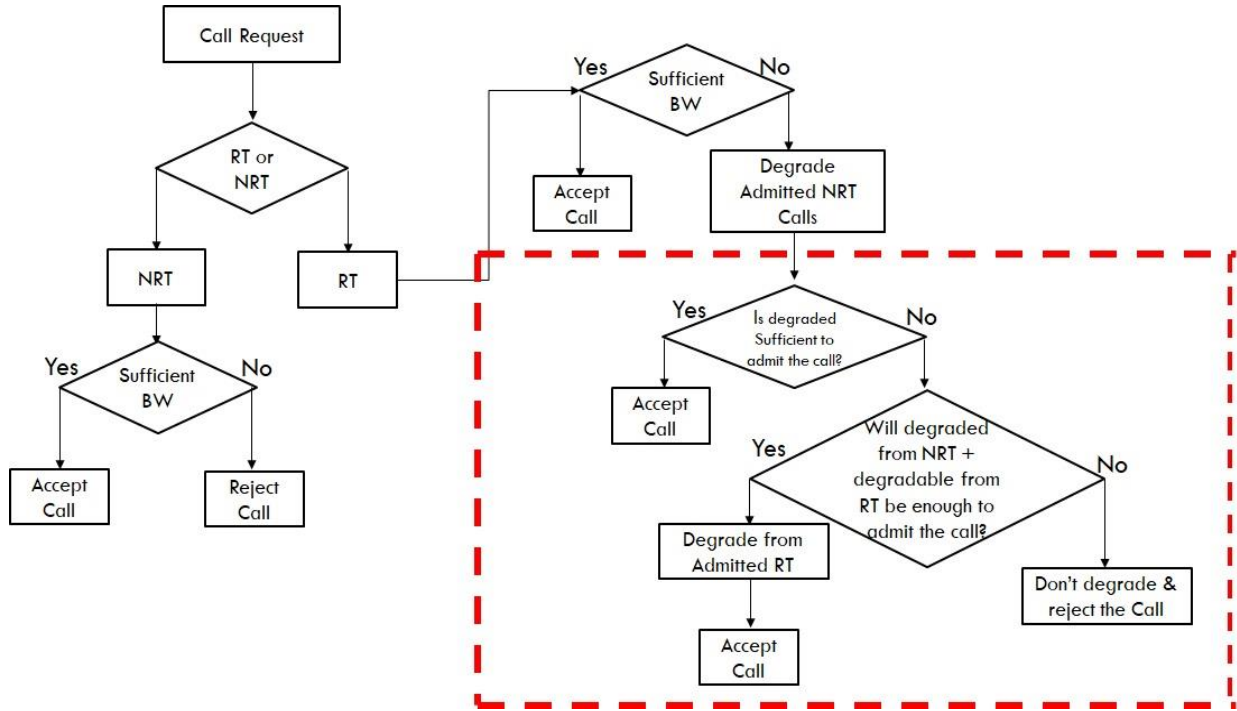 Call Request
RT or
NRT
NRT
RT
Yes
Sufficient
BW
No
Accept
Call
Reject
Call
Yes
Sufficient
BW
No
Accept
Call
Degrade
Admitted NRT
Calls
Yes
Is degraded
Sufficient to
admit the call?
No
Accept
Call
Yes
Will degraded
from NRT +
degradable from
RT be enough to
admit the call?
No
Degrade from
Admitted RT
Accept
Call
Don't degrade &
reject the Call